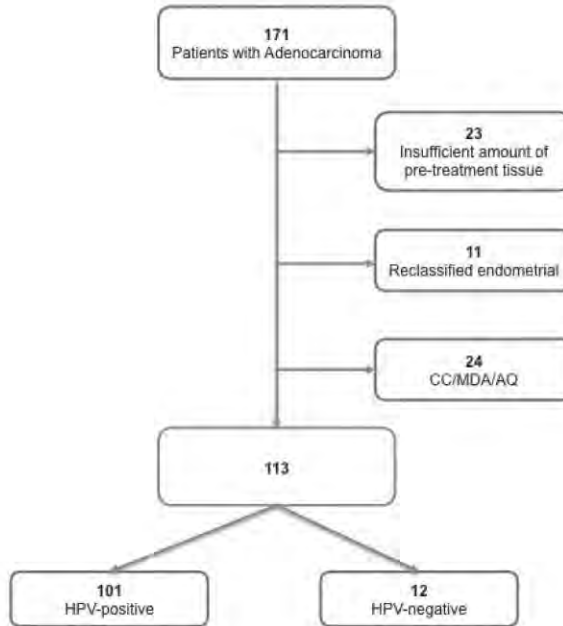 171
Patients with Adenocarcinoma
23
Insufficient amount of
pre-treatment tissue
11
Reclassified endometrial
24
CC/MDA/AQ
113
101
HPV-positive
12
HPV-negative